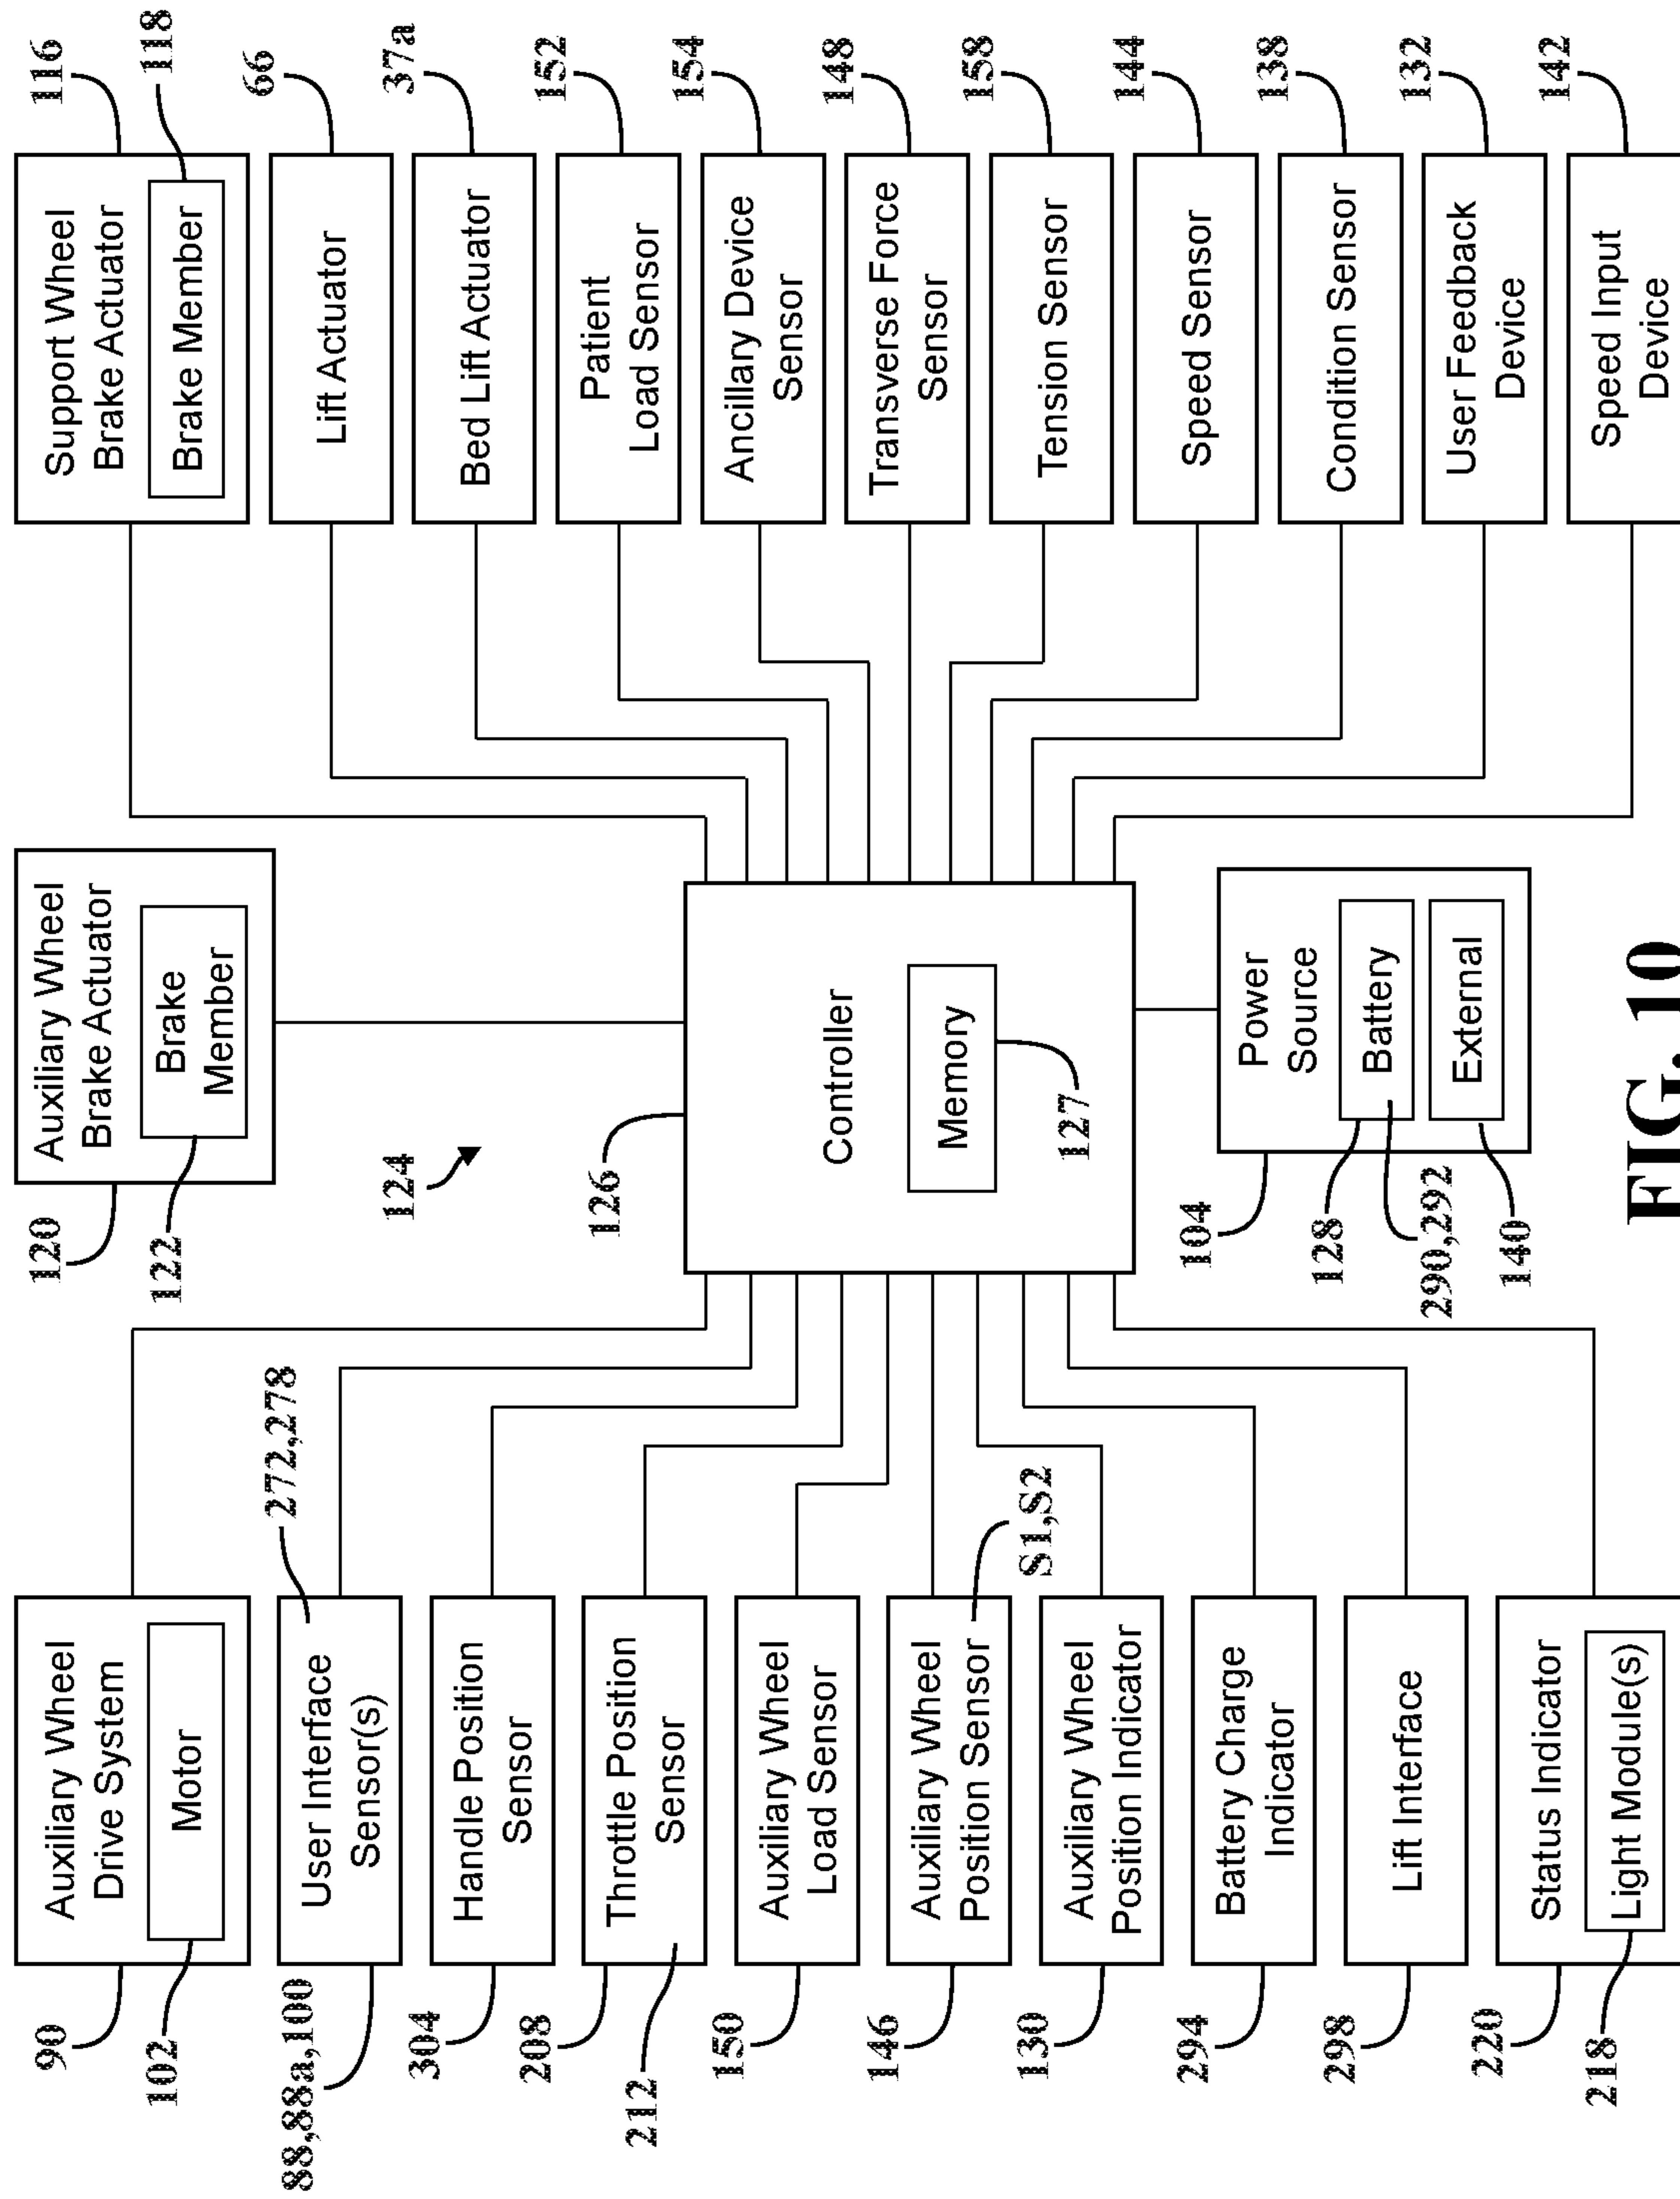 90
Auxiliary Wheel
Drive System
Motor
102
272,278
User Interface
Sensor(s)
88,88a,100
Handle Position
Sensor
304
Throttle Position
Sensor
208
212
Auxiliary Wheel
Load Sensor
150
Auxiliary Wheel
Position Sensor
146
S1,S2
Auxiliary Wheel
Position Indicator
130
Battery Charge
Indicator
294
Lift Interface
298
Status Indicator
Light Module(s)
220
218
120
Auxiliary Wheel
Brake Actuator
Brake
Member
122
124
126
Controller
Memory
127
104
Power
Source
Battery
External
128
290,292
140
116
Support Wheel
Brake Actuator
Brake Member
118
Lift Actuator
66
Bed Lift Actuator
37a
Patient
Load Sensor
152
Ancillary Device
Sensor
154
Transverse Force
Sensor
148
Tension Sensor
158
Speed Sensor
144
Condition Sensor
138
User Feedback
Device
132
Speed Input
Device
142
FIG. 10